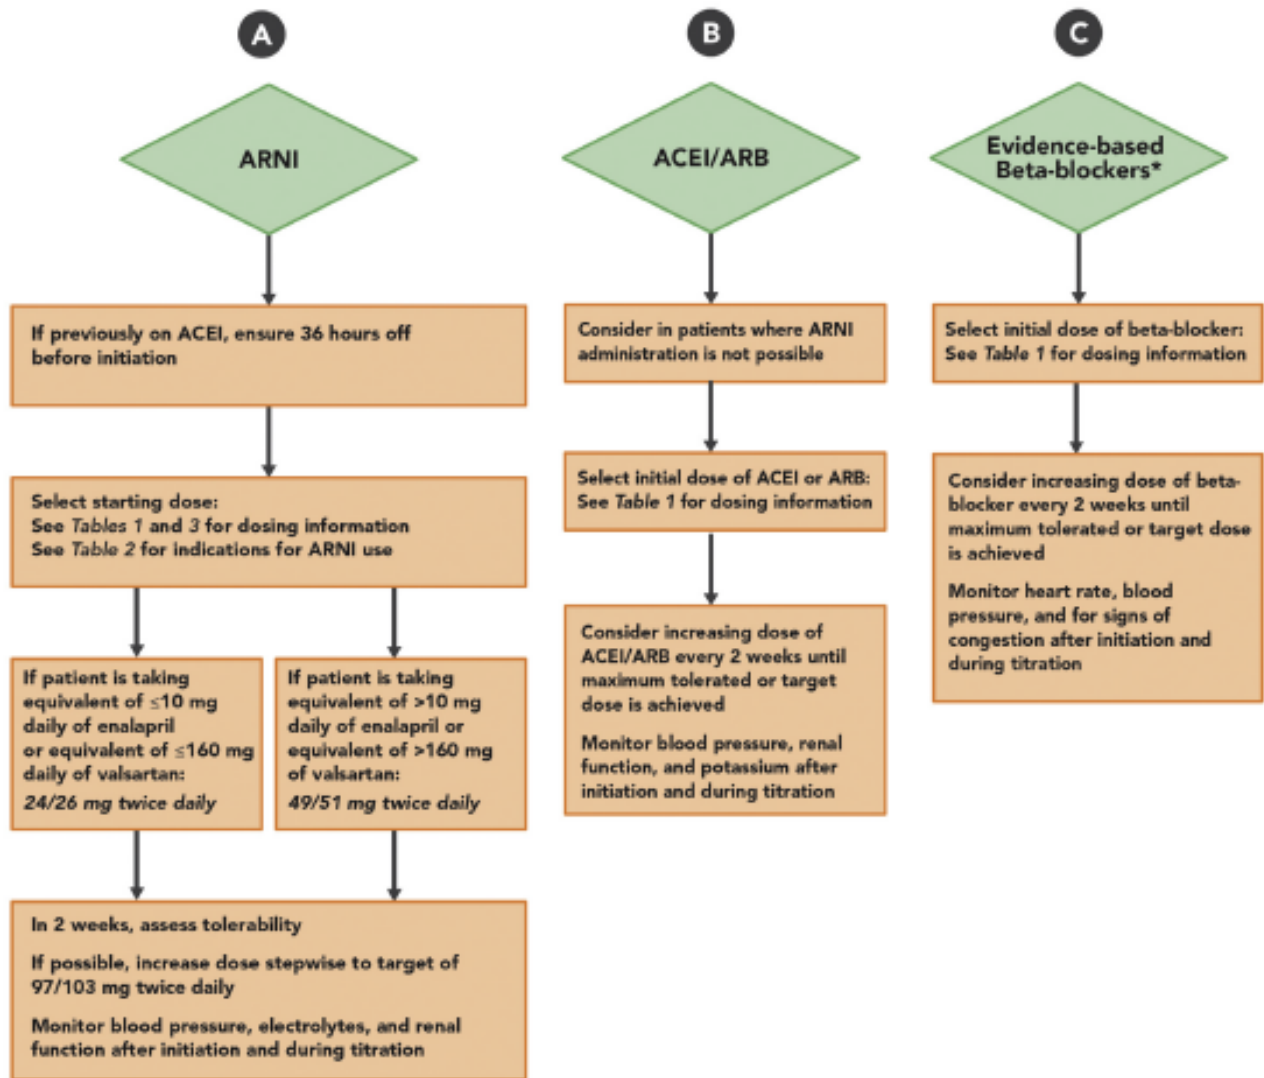 A
ARNI
If previously on ACEI, ensure 36 hours off
before initiation
Select starting dose:
See Tables 1 and 3 for dosing information
See Table 2 for indications for ARNI use
If patient is taking
equivalent of ≤10 mg
daily of enalapril
or equivalent of ≤160 mg
daily of valsartan:
24/26 mg twice daily
If patient is taking
equivalent of >10 mg
daily of enalapril or
equivalent of >160 mg
of valsartan:
49/51 mg twice daily
In 2 weeks, assess tolerability
If possible, increase dose stepwise to target of
97/103 mg twice daily
Monitor blood pressure, electrolytes, and renal
function after initiation and during titration
B
ACEI/ARB
Consider in patients where ARNI
administration is not possible
Select initial dose of ACEI or ARB:
See Table 1 for dosing information
Consider increasing dose of
ACEI/ARB every 2 weeks until
maximum tolerated or target
dose is achieved
Monitor blood pressure, renal
function, and potassium after
initiation and during titration
C
Evidence-based
Beta-blockers*
Select initial dose of beta-blocker:
See Table 1 for dosing information
Consider increasing dose of beta-
blocker every 2 weeks until
maximum tolerated or target dose
is achieved
Monitor heart rate, blood
pressure, and for signs of
congestion after initiation and
during titration